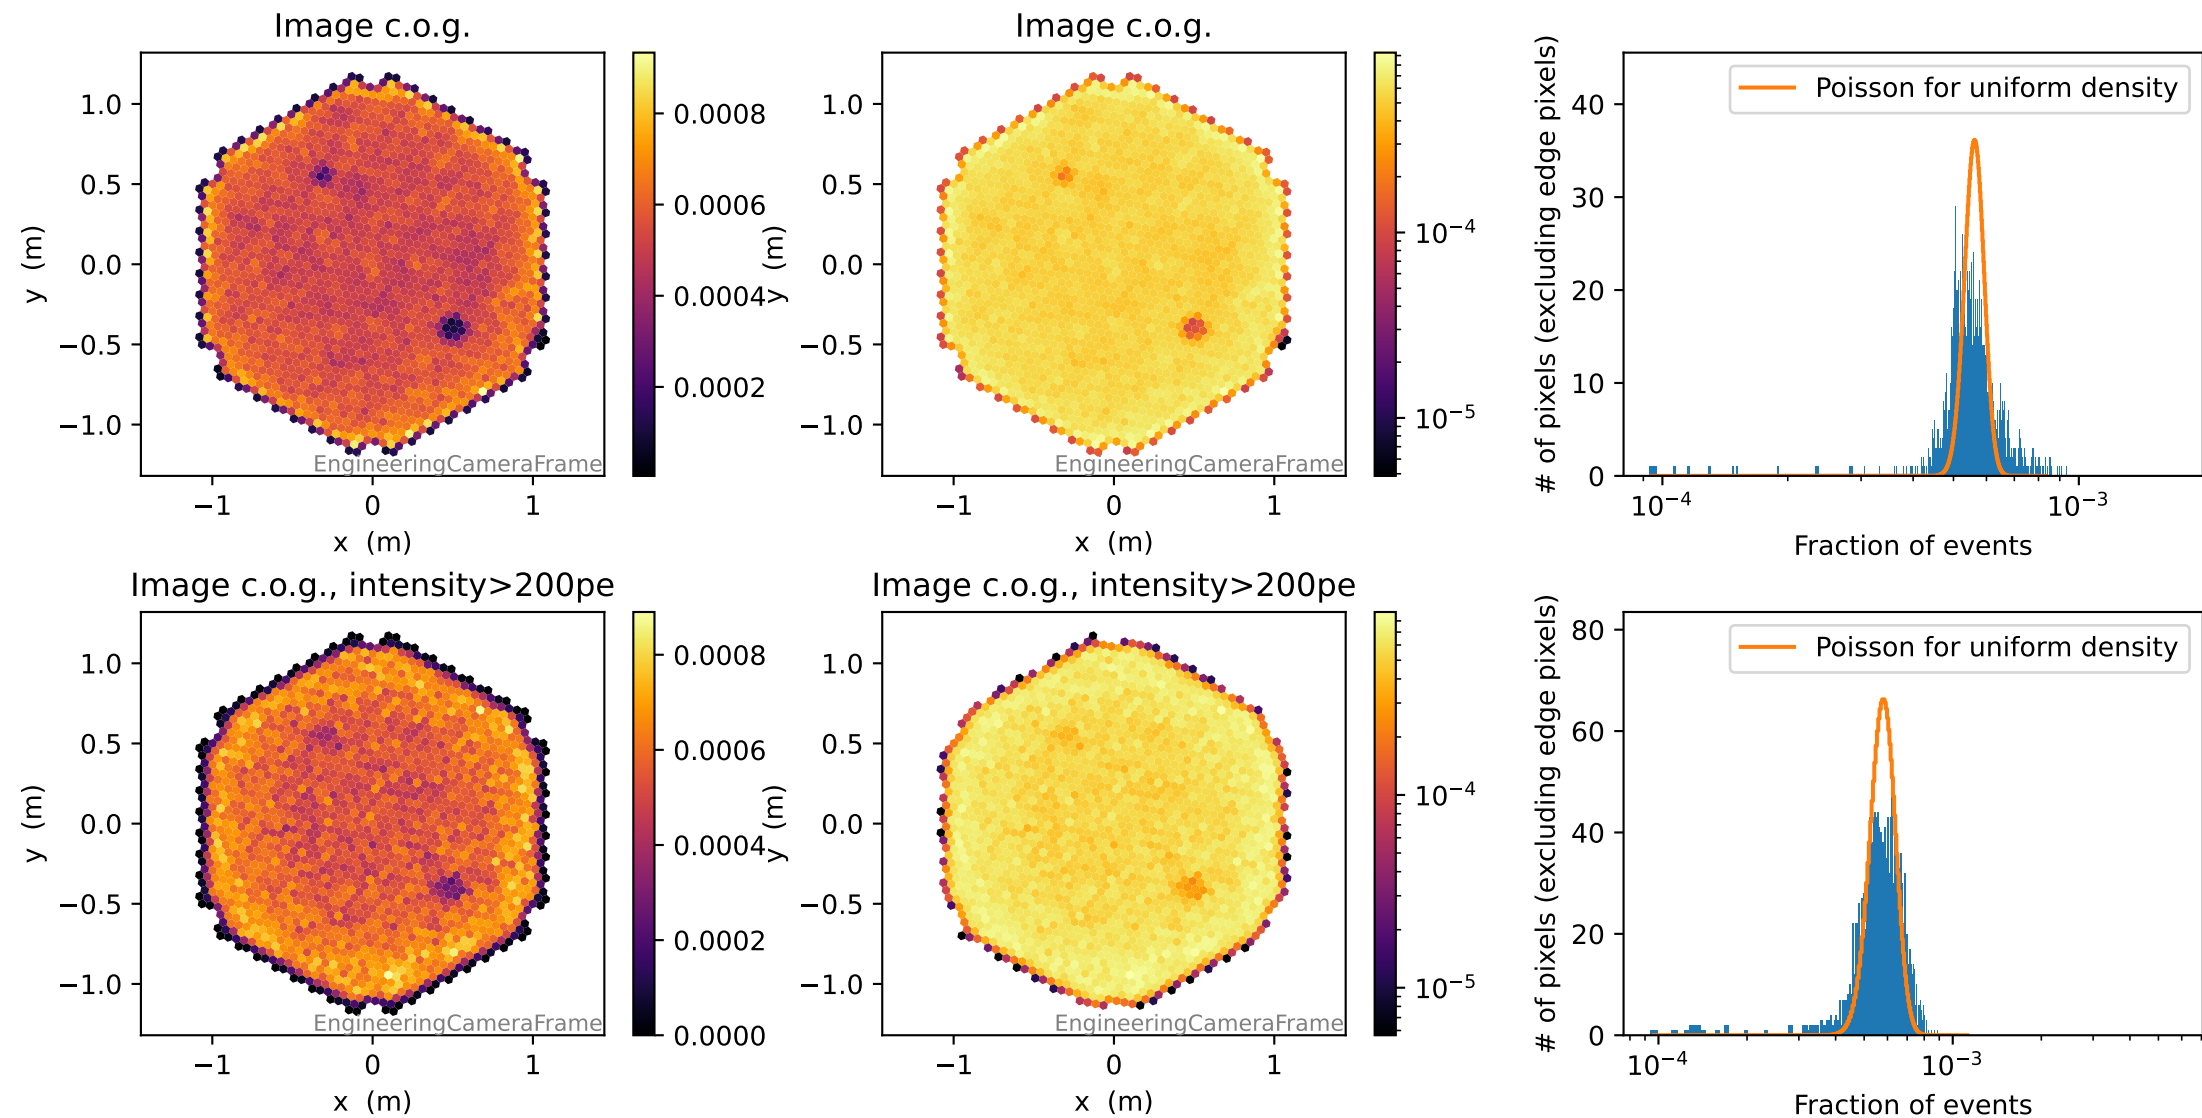 Image c.o.g.
1.0
0.5
0.0
−0.5
−1.0
y (m)
−1
0
1
x (m)
EngineeringCameraFrame
0.0008
0.0006
0.0004
0.0002
Image c.o.g.
1.0
0.5
0.0
−0.5
−1.0
y (m)
−1
0
1
x (m)
EngineeringCameraFrame
10⁻⁴
10⁻⁵
Poisson for uniform density
# of pixels (excluding edge pixels)
40
30
20
10
0
10⁻⁴
10⁻³
Fraction of events
Image c.o.g., intensity>200pe
1.0
0.5
0.0
−0.5
−1.0
y (m)
−1
0
1
x (m)
EngineeringCameraFrame
0.0008
0.0006
0.0004
0.0002
0.0000
Image c.o.g., intensity>200pe
1.0
0.5
0.0
−0.5
−1.0
y (m)
−1
0
1
x (m)
EngineeringCameraFrame
10⁻⁴
10⁻⁵
Poisson for uniform density
# of pixels (excluding edge pixels)
80
60
40
20
0
10⁻⁴
10⁻³
Fraction of events